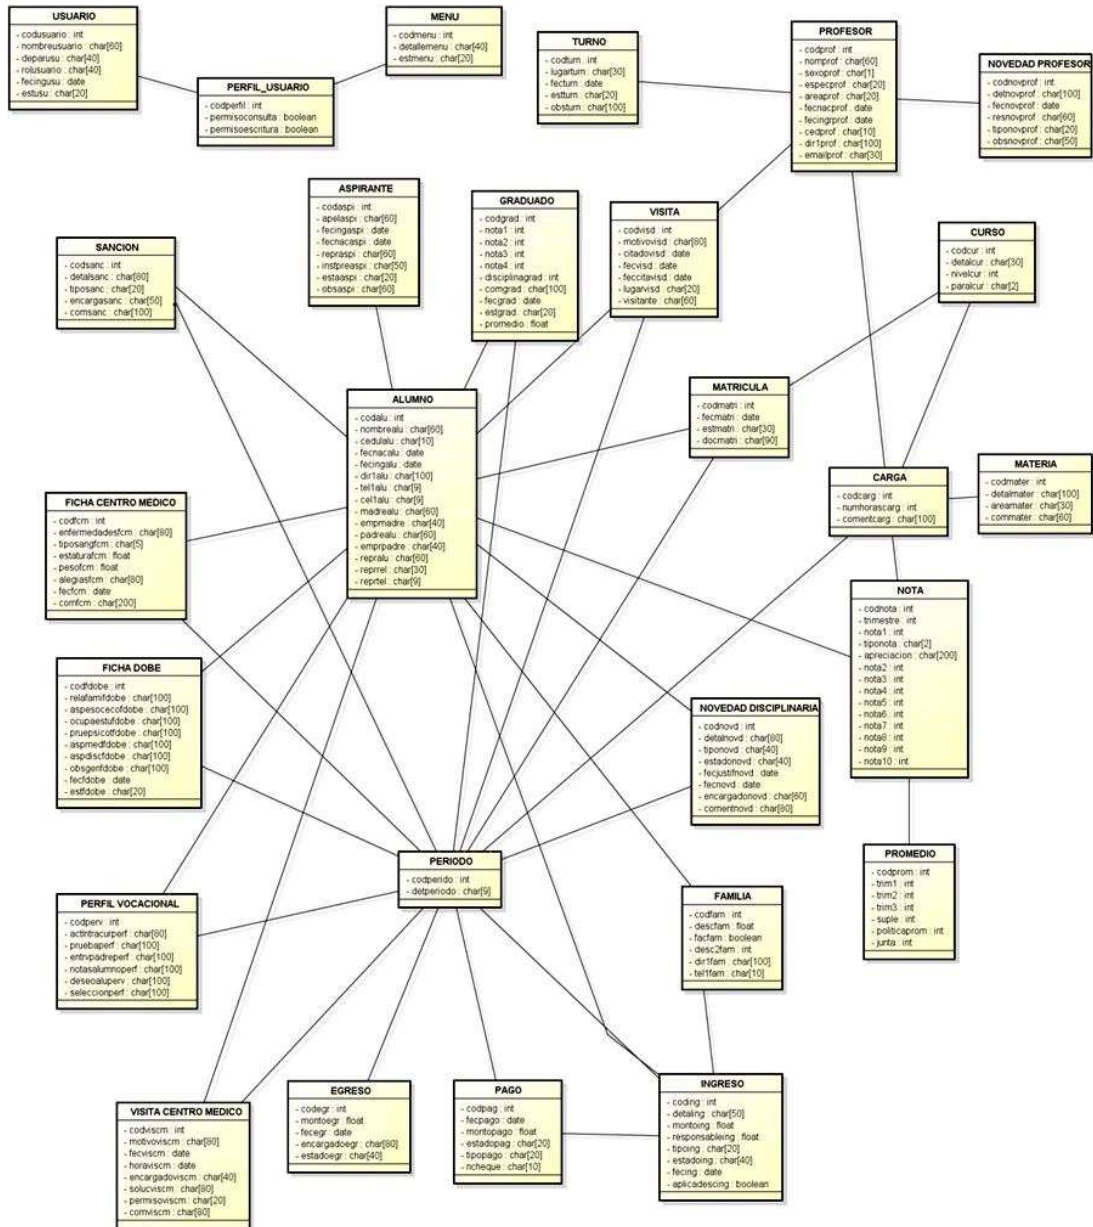 USUARIO
- codusuario : int
- nombreusuario : char[60]
- deparusu : char[40]
- rolusuario : char[40]
- fecingusu : date
- estusu : char[20]
MENU
- codmenu : int
- detallemenu : char[40]
- estmenu : char[20]
PERFIL_USUARIO
- codperfil : int
- permisoconsulta : boolean
- permisoescritura : boolean
TURNO
- codturn : int
- lugarturn : char[30]
- fecturn : date
- estturn : char[20]
- obsturn : char[100]
PROFESOR
- codprof : int
- nomprof : char[60]
- sexoprof : char[1]
- especprof : char[20]
- areaprof : char[20]
- fecnacprof : date
- fecingrprof : date
- cedprof : char[10]
- dir1prof : char[100]
- emailprof : char[30]
NOVEDAD PROFESOR
- codnovprof : int
- detnovprof : char[100]
- fecnovprof : date
- resnovprof : char[60]
- tiponovprof : char[20]
- obsnovprof : char[50]
SANCION
- codsanc : int
- detalsanc : char[80]
- tiposanc : char[20]
- encargasanc : char[50]
- comsanc : char[100]
ASPIRANTE
- codaspi : int
- apelaspi : char[60]
- fecingaspi : date
- fecnacaspi : date
- repraspi : char[60]
- instpreaspi : char[50]
- estaaspi : char[20]
- obsaspi : char[60]
GRADUADO
- codgrad : int
- nota1 : int
- nota2 : int
- nota3 : int
- nota4 : int
- disciplinagrad : int
- comgrad : char[100]
- fecgrad : date
- estgrad : char[20]
- promedio : float
VISITA
- codvisd : int
- motivovisd : char[80]
- citadovisd : date
- fecvisd : date
- feccitavisd : date
- lugarvisd : char[20]
- visitante : char[60]
CURSO
- codcur : int
- detalcur : char[30]
- nivelcur : int
- paralcur : char[2]
ALUMNO
- codalu : int
- nombrealu : char[60]
- cedulalu : char[10]
- fecnacalu : date
- fecingalu : date
- dir1alu : char[100]
- tel1alu : char[9]
- cel1alu : char[9]
- madrealu : char[60]
- empmadre : char[40]
- padrealu : char[60]
- emprpadre : char[40]
- repralu : char[60]
- reprrel : char[30]
- reprtel : char[9]
MATRICULA
- codmatri : int
- fecmatri : date
- estmatri : char[30]
- docmatri : char[90]
CARGA
- codcarg : int
- numhorascarg : int
- comentcarg : char[100]
MATERIA
- codmater : int
- detalmater : char[100]
- areamater : char[30]
- commater : char[60]
FICHA CENTRO MEDICO
- codfcm : int
- enfermedadesfcm : char[80]
- tiposangfcm : char[5]
- estaturafcm : float
- pesofcm : float
- alegiasfcm : char[80]
- fecfcm : date
- comfcm : char[200]
NOTA
- codnota : int
- trimestre : int
- nota1 : int
- tiponota : char[2]
- apreciacion : char[200]
- nota2 : int
- nota3 : int
- nota4 : int
- nota5 : int
- nota6 : int
- nota7 : int
- nota8 : int
- nota9 : int
- nota10 : int
FICHA DOBE
- codfdobe : int
- relafamifdobe : char[100]
- aspesocecofdobe : char[100]
- ocupaestufdobe : char[100]
- pruepsicotfdobe : char[100]
- aspmedfdobe : char[100]
- aspdiscfdobe : char[100]
- obsgenfdobe : char[100]
- fecfdobe : date
- estfdobe : char[20]
NOVEDAD DISCIPLINARIA
- codnovd : int
- detalnovd : char[80]
- tiponovd : char[40]
- estadonovd : char[40]
- fecjustifnovd : date
- fecnovd : date
- encargadonovd : char[60]
- comentnovd : char[80]
PERIODO
- codperido : int
- detperiodo : char[9]
PROMEDIO
- codprom : int
- trim1 : int
- trim2 : int
- trim3 : int
- suple : int
- politicaprom : int
- junta : int
PERFIL VOCACIONAL
- codperv : int
- actintracurperf : char[80]
- pruebaperf : char[100]
- entrvpadreperf : char[100]
- notasalumnoperf : char[100]
- deseoaluperv : char[100]
- seleccionperf : char[100]
FAMILIA
- codfam : int
- descfam : float
- facfam : boolean
- desc2fam : int
- dir1fam : char[100]
- tel1fam : char[10]
VISITA CENTRO MEDICO
- codviscm : int
- motivoviscm : char[80]
- fecviscm : date
- horaviscm : date
- encargadoviscm : char[40]
- solucviscm : char[80]
- permisoviscm : char[20]
- comviscm : char[80]
EGRESO
- codegr : int
- montoegr : float
- fecegr : date
- encargadoegr : char[80]
- estadoegr : char[40]
PAGO
- codpag : int
- fecpago : date
- montopago : float
- estadopag : char[20]
- tipopago : char[20]
- ncheque : char[10]
INGRESO
- coding : int
- detaling : char[50]
- montoing : float
- responsableing : float
- tipoing : char[20]
- estadoing : char[40]
- fecing : date
- aplicadescing : boolean